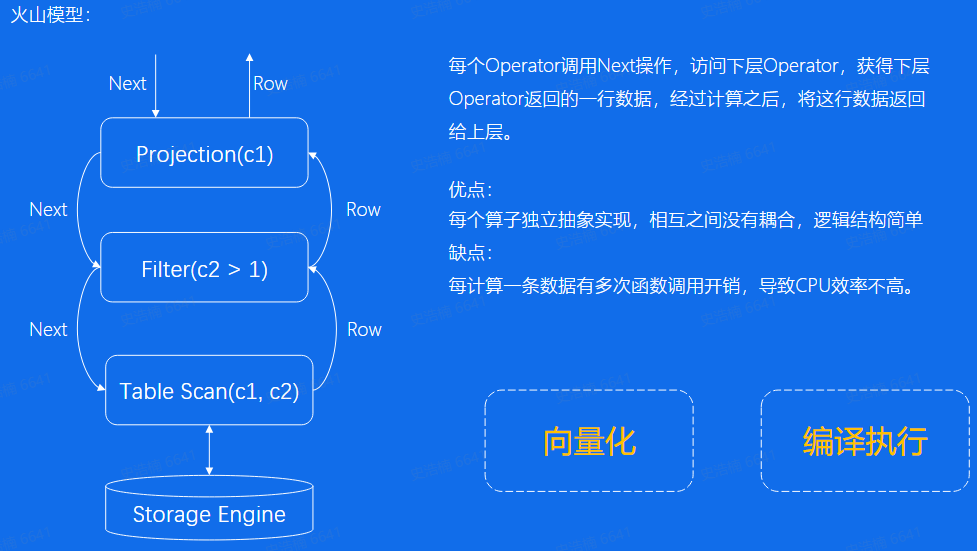 火山模型：
Next
Row
Projection(c1)
Next
Row
Filter(c2 > 1)
Next
Row
Table Scan(c1, c2)
Storage Engine
每个Operator调用Next操作，访问下层Operator，获得下层
Operator返回的一行数据，经过计算之后，将这行数据返回
给上层。
优点：
每个算子独立抽象实现，相互之间没有耦合，逻辑结构简单
缺点：
每计算一条数据有多次函数调用开销，导致CPU效率不高。
向量化
编译执行